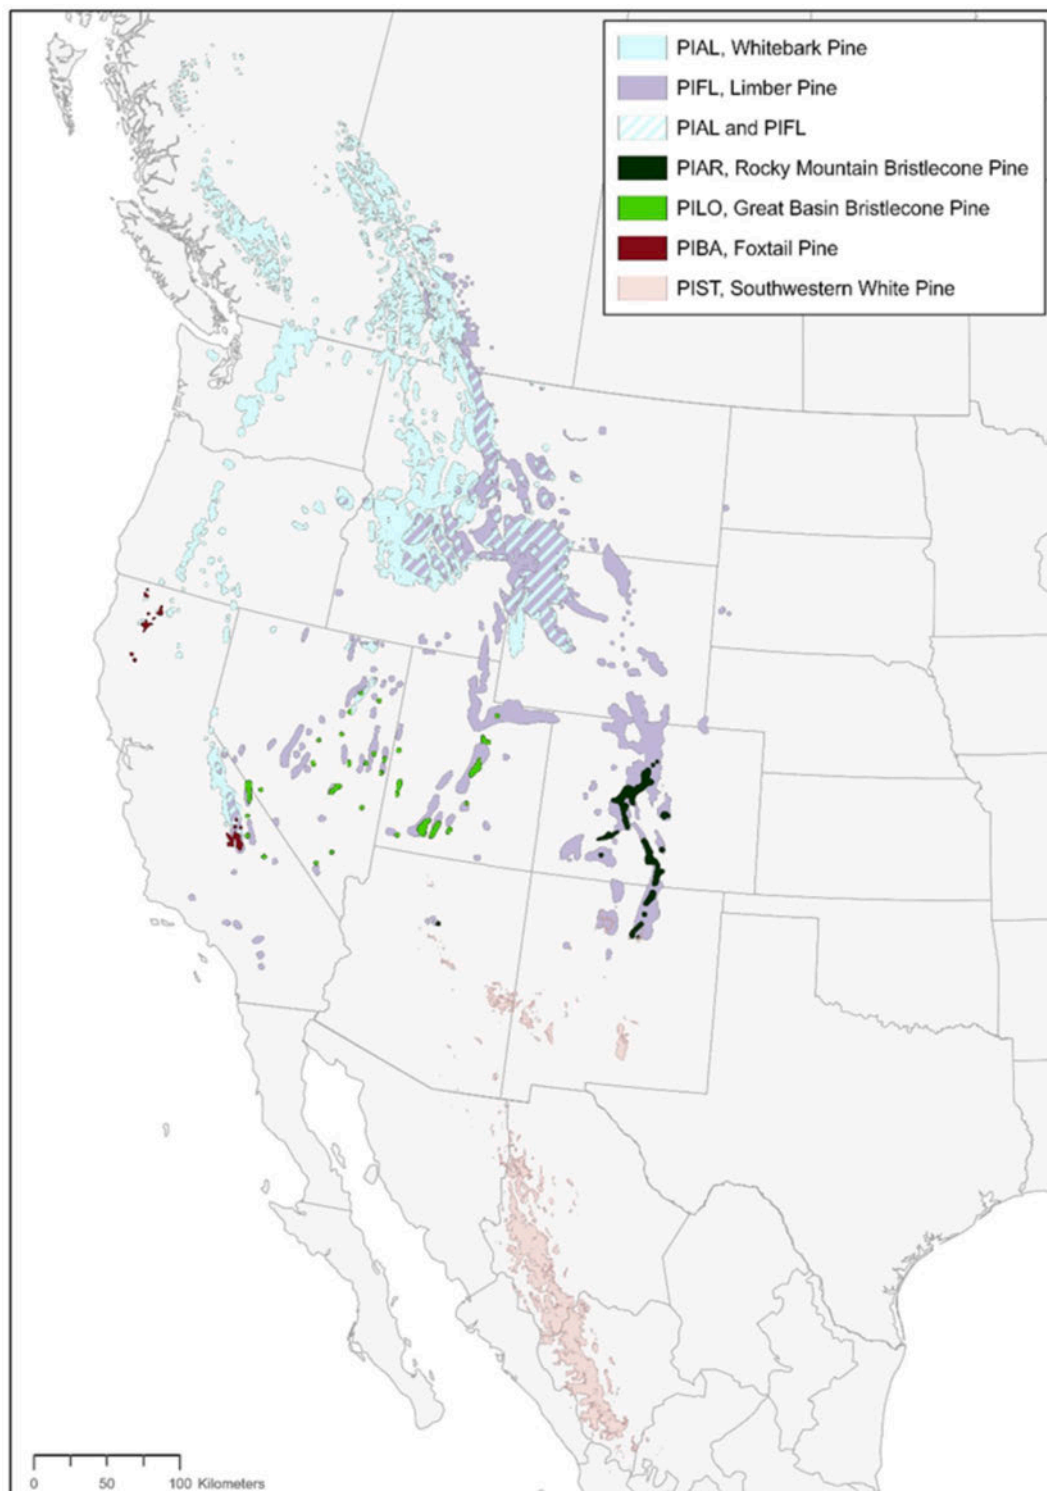 PIAL, Whitebark Pine
PIFL, Limber Pine
PIAL and PIFL
PIAR, Rocky Mountain Bristlecone Pine
PILO, Great Basin Bristlecone Pine
PIBA, Foxtail Pine
PIST, Southwestern White Pine
0 50 100 Kilometers